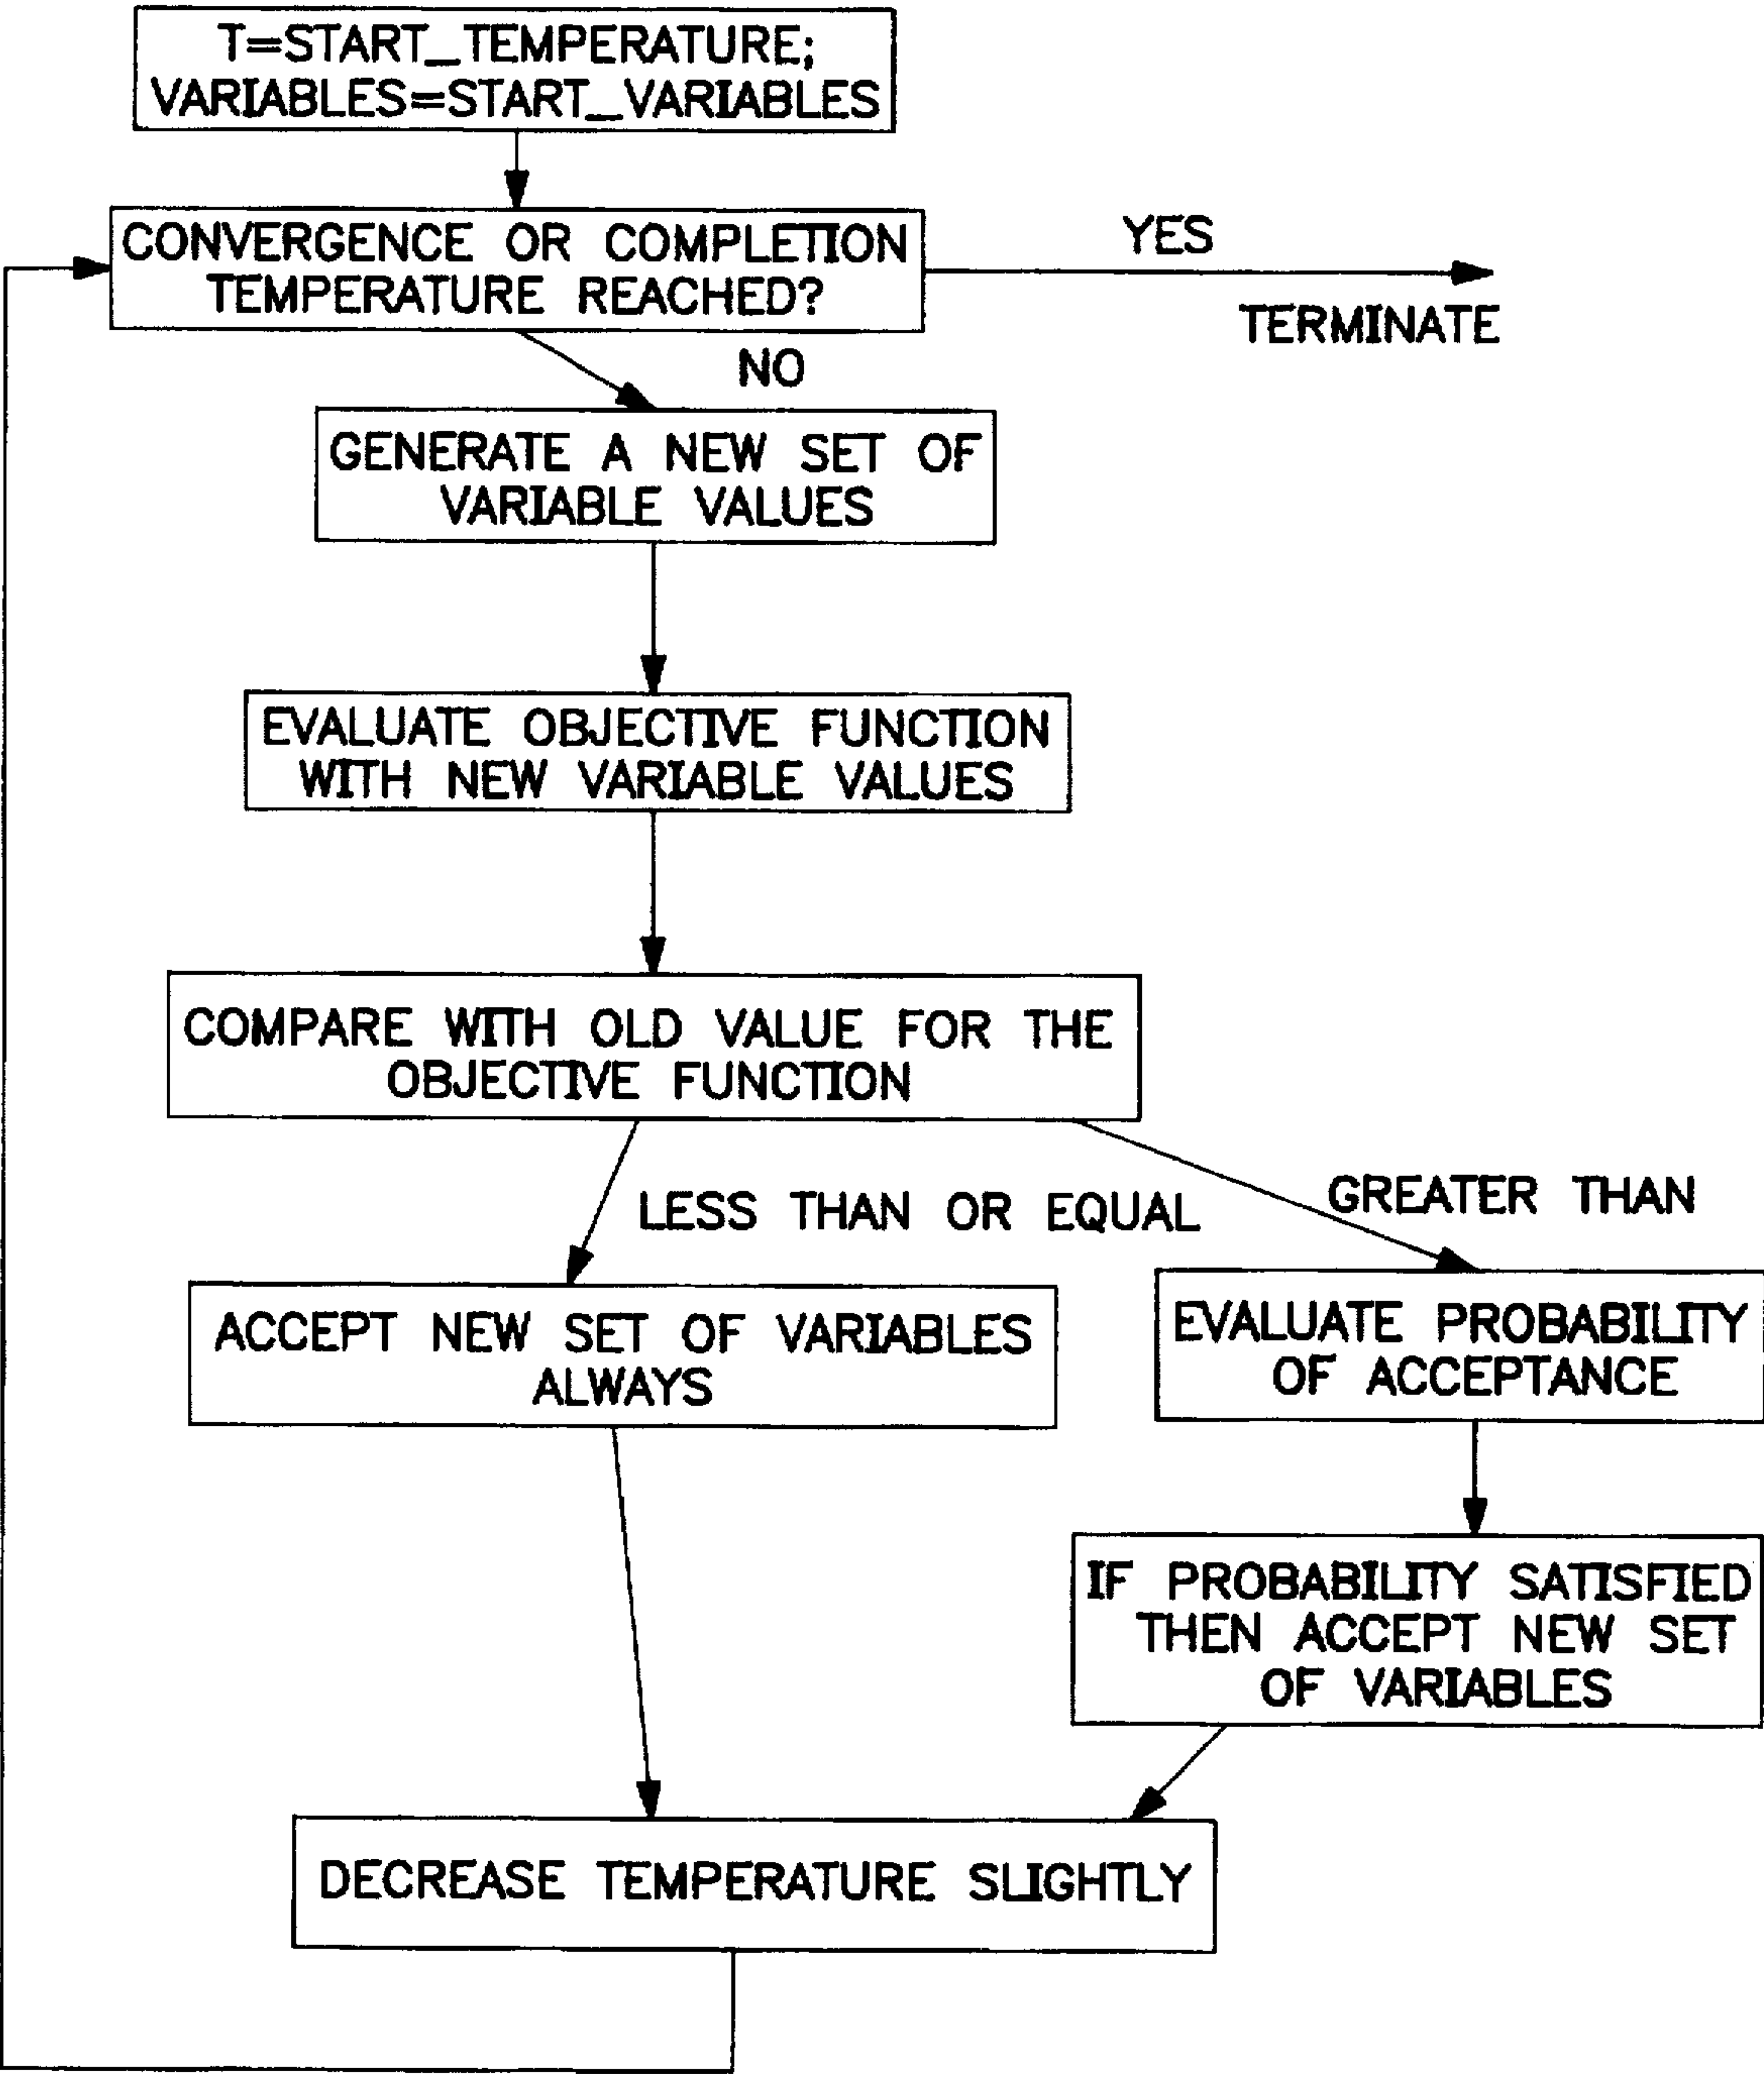 T=START_TEMPERATURE;
VARIABLES=START_VARIABLES
CONVERGENCE OR COMPLETION
TEMPERATURE REACHED?
YES
TERMINATE
NO
GENERATE A NEW SET OF
VARIABLE VALUES
EVALUATE OBJECTIVE FUNCTION
WITH NEW VARIABLE VALUES
COMPARE WITH OLD VALUE FOR THE
OBJECTIVE FUNCTION
LESS THAN OR EQUAL
GREATER THAN
ACCEPT NEW SET OF VARIABLES
ALWAYS
EVALUATE PROBABILITY
OF ACCEPTANCE
IF PROBABILITY SATISFIED
THEN ACCEPT NEW SET
OF VARIABLES
DECREASE TEMPERATURE SLIGHTLY